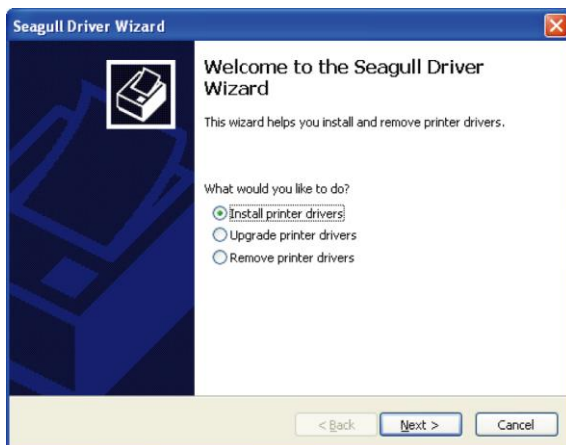 Seagull Driver Wizard
Welcome to the Seagull Driver
Wizard
This wizard helps you install and remove printer drivers.
What would you like to do?
Install printer drivers
Upgrade printer drivers
Remove printer drivers
< Back
Next >
Cancel